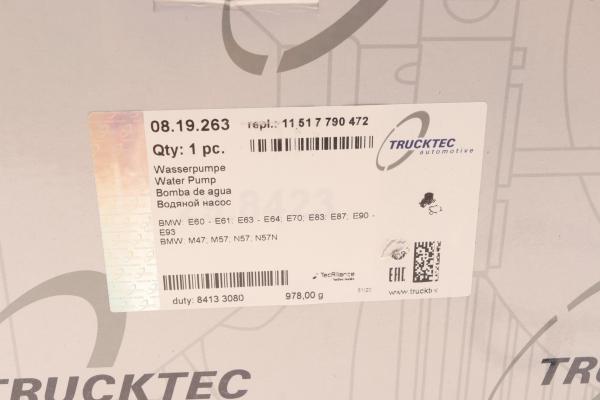 08.19.263 repl.: 11 51 7 790 472
Qty: 1 pc.
TRUCKTEC
automotive
Wasserpumpe
Water Pump
Bomba de agua
Водяной насос
BMW: E60 - E61; E63 - E64; E70; E83; E87; E90 -
E93
BMW: M47; M57; N57; N57N
TecAlliance
EAC
duty: 8413 3080 978,00 g
www.truckte
TRUCKTEC
TRUCKTEC